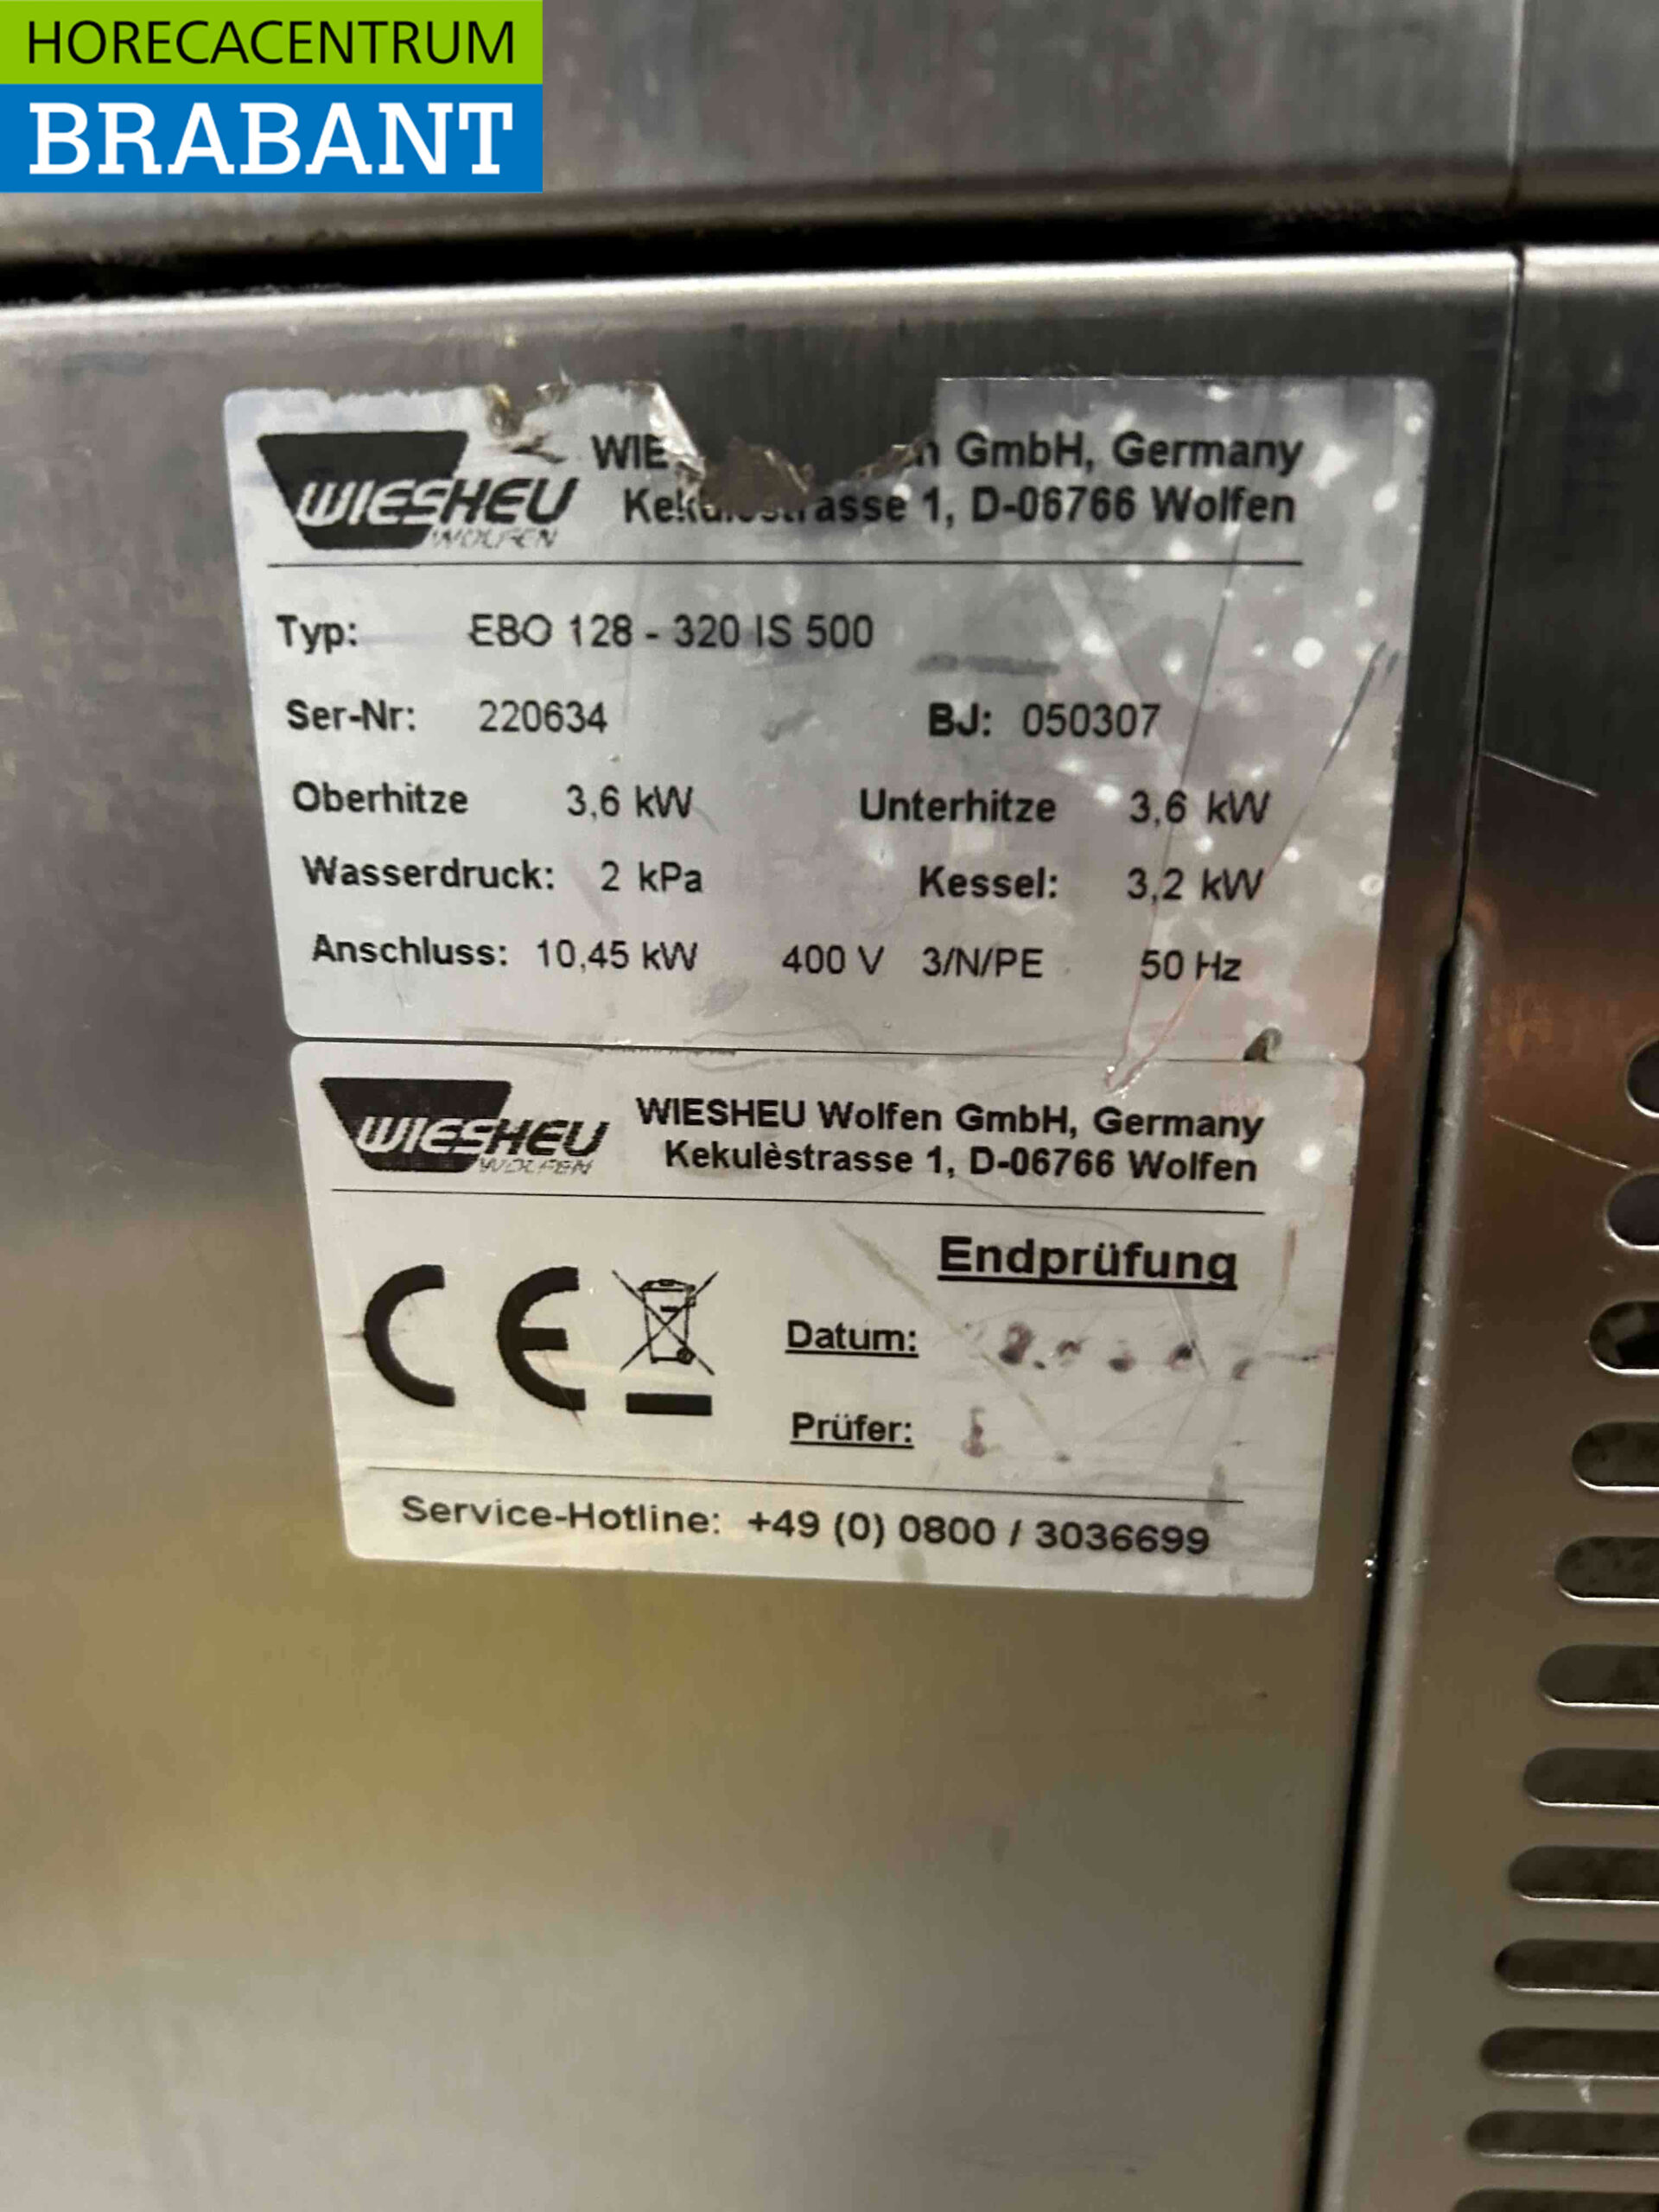 HORECACENTRUM
BRABANT
WIESHEU
WOLFEN
GmbH, Germany
1, D-06766 Wolfen
Typ: EBO 128 - 320 IS 500
Ser-Nr: 220634 BJ: 050307
Oberhitze 3,6 kW Unterhitze 3,6 kW
Wasserdruck: 2 kPa Kessel: 3,2 kW
Anschluss: 10,45 kW 400 V 3/N/PE 50 Hz
WIESHEU
WOLFEN
WIESHEU Wolfen GmbH, Germany
Kekulèstrasse 1, D-06766 Wolfen
CE
Endprüfung
Datum:
Prüfer:
Service-Hotline: +49 (0) 0800 / 3036699